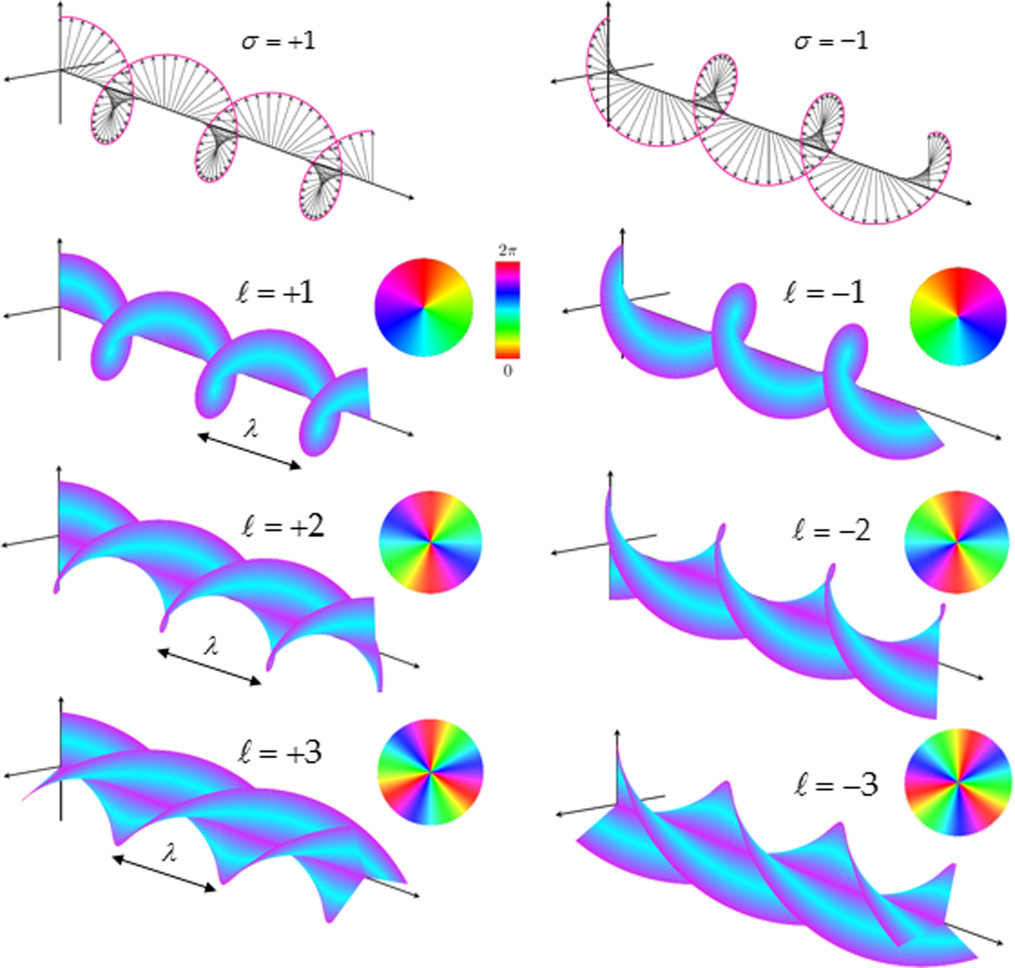 σ = +1
σ = −1
2π
ℓ = +1
ℓ = −1
0
λ
ℓ = +2
ℓ = −2
λ
ℓ = +3
ℓ = −3
λ